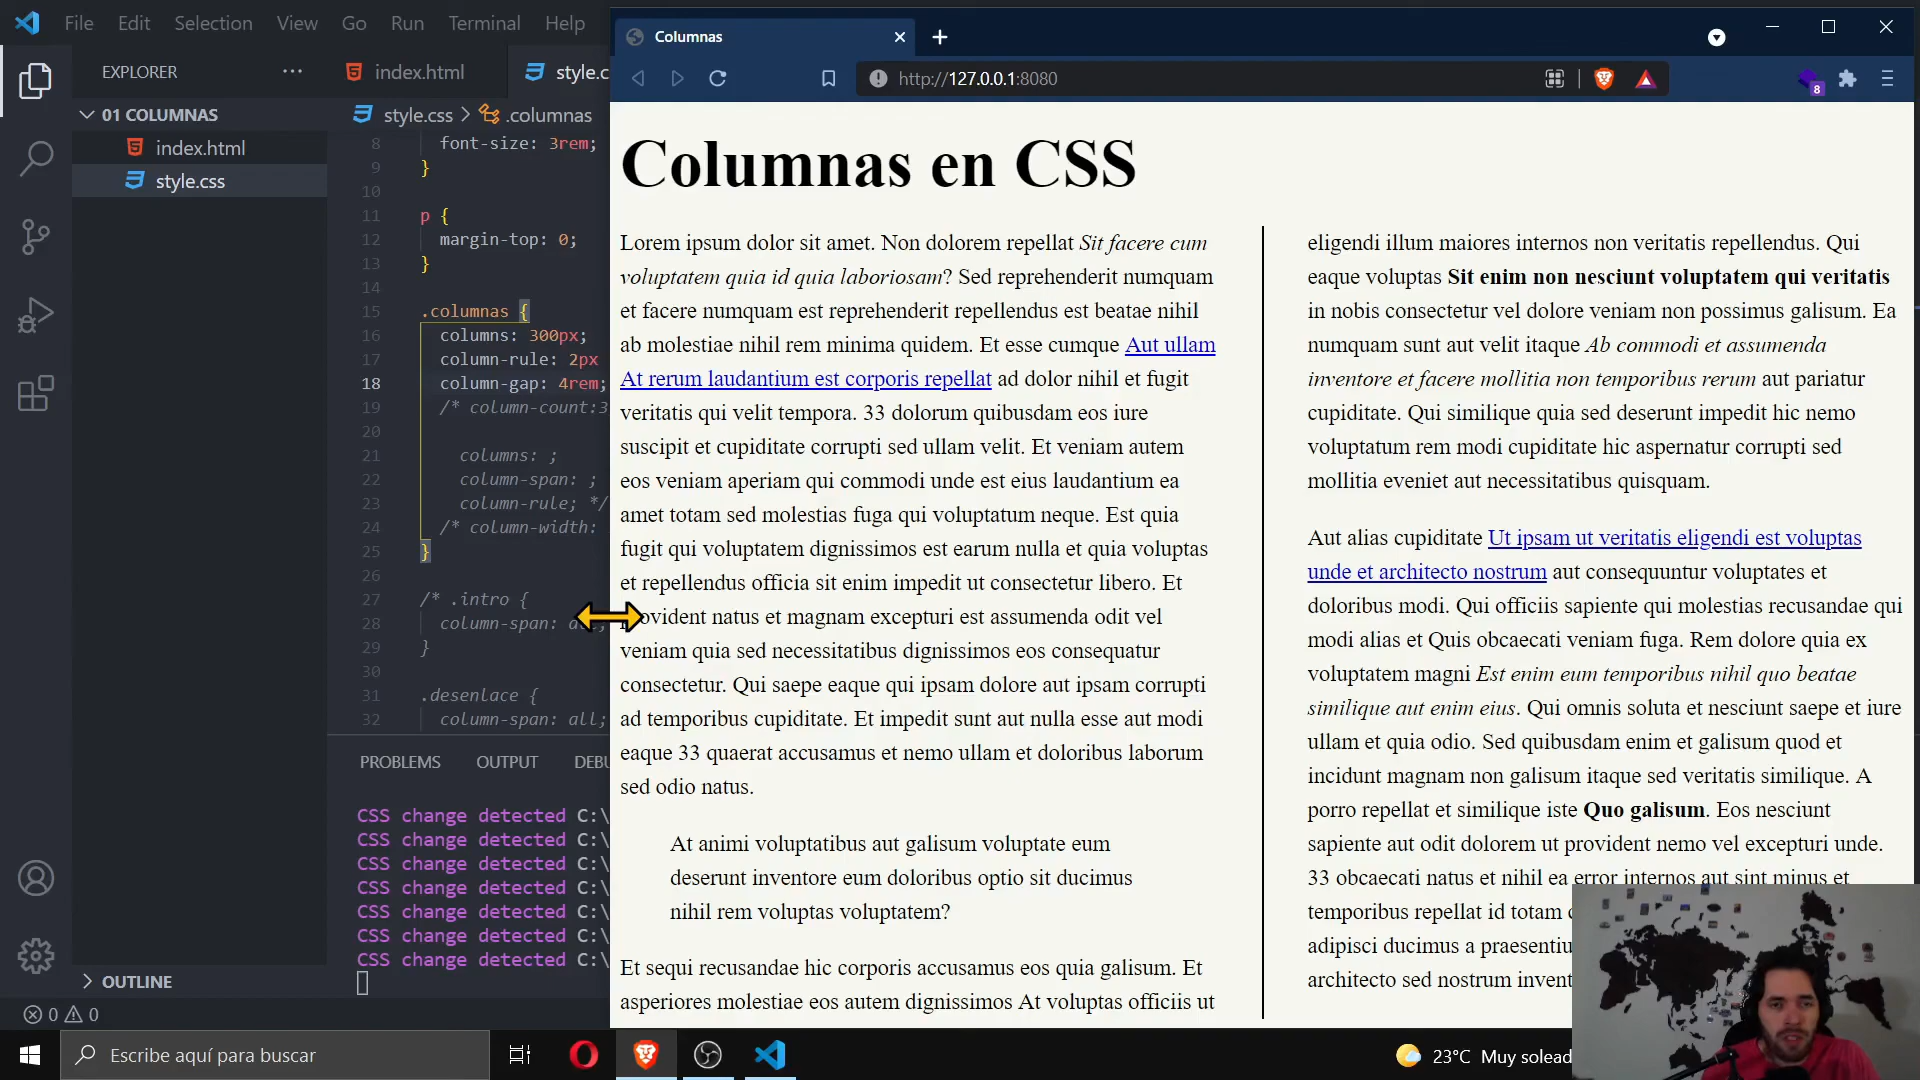 File Edit Selection View Go Run Terminal Help
EXPLORER
01 COLUMNAS
index.html
style.css
OUTLINE
0 0
index.html
style.c
style.css > .columnas
8 font-size: 3rem;
9 }
10
11 p {
12 margin-top: 0;
13 }
14
15 .columnas {
16 columns: 300px;
17 column-rule: 2px
18 column-gap: 4rem;
19 /* column-count:3
20
21 columns: ;
22 column-span: ;
23 column-rule; */
24 /* column-width:
25 }
26
27 /* .intro {
28 column-span:
29 }
30
31 .desenlace {
32 column-span: all;
PROBLEMS OUTPUT DEBU
CSS change detected C:\
CSS change detected C:\
CSS change detected C:\
CSS change detected C:\
CSS change detected C:\
CSS change detected C:\
CSS change detected C:\
Columnas
http://127.0.0.1:8080
8
Columnas en CSS
Lorem ipsum dolor sit amet. Non dolorem repellat Sit facere cum
voluptatem quia id quia laboriosam? Sed reprehenderit numquam
et facere numquam est reprehenderit repellendus est beatae nihil
ab molestiae nihil rem minima quidem. Et esse cumque Aut ullam
At rerum laudantium est corporis repellat ad dolor nihil et fugit
veritatis qui velit tempora. 33 dolorum quibusdam eos iure
suscipit et cupiditate corrupti sed ullam velit. Et veniam autem
eos veniam aperiam qui commodi unde est eius laudantium ea
amet totam sed molestias fuga qui voluptatum neque. Est quia
fugit qui voluptatem dignissimos est earum nulla et quia voluptas
et repellendus officia sit enim impedit ut consectetur libero. Et
provident natus et magnam excepturi est assumenda odit vel
veniam quia sed necessitatibus dignissimos eos consequatur
consectetur. Qui saepe eaque qui ipsam dolore aut ipsam corrupti
ad temporibus cupiditate. Et impedit sunt aut nulla esse aut modi
eaque 33 quaerat accusamus et nemo ullam et doloribus laborum
sed odio natus.
At animi voluptatibus aut galisum voluptate eum
deserunt inventore eum doloribus optio sit ducimus
nihil rem voluptas voluptatem?
Et sequi recusandae hic corporis accusamus eos quia galisum. Et
asperiores molestiae eos autem dignissimos At voluptas officiis ut
eligendi illum maiores internos non veritatis repellendus. Qui
eaque voluptas Sit enim non nesciunt voluptatem qui veritatis
in nobis consectetur vel dolore veniam non possimus galisum. Ea
numquam sunt aut velit itaque Ab commodi et assumenda
inventore et facere mollitia non temporibus rerum aut pariatur
cupiditate. Qui similique quia sed deserunt impedit hic nemo
voluptatum rem modi cupiditate hic aspernatur corrupti sed
mollitia eveniet aut necessitatibus quisquam.
Aut alias cupiditate Ut ipsam ut veritatis eligendi est voluptas
unde et architecto nostrum aut consequuntur voluptates et
doloribus modi. Qui officiis sapiente qui molestias recusandae qui
modi alias et Quis obcaecati veniam fuga. Rem dolore quia ex
voluptatem magni Est enim eum temporibus nihil quo beatae
similique aut enim eius. Qui omnis soluta et nesciunt saepe et iure
ullam et quia odio. Sed quibusdam enim et galisum quod et
incidunt magnam non galisum itaque sed veritatis similique. A
porro repellat et similique iste Quo galisum. Eos nesciunt
sapiente aut odit dolorem ut provident nemo vel excepturi unde.
33 obcaecati natus et nihil ea error internos aut sint minus et
temporibus repellat id totam
adipisci ducimus a praesentiu
architecto sed nostrum invent
Escribe aquí para buscar
23°C Muy solead